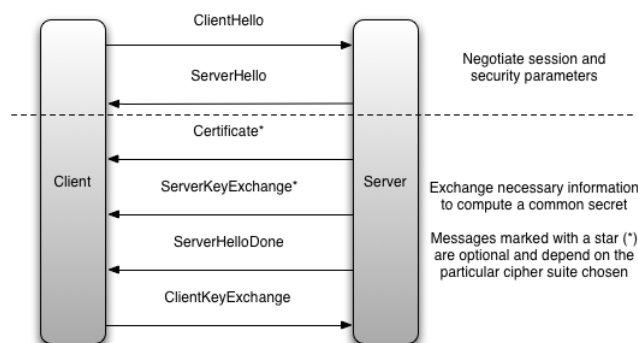 ClientHello
Negotiate session and
security parameters
ServerHello
Certificate*
Client
Server
ServerKeyExchange*
Exchange necessary information
to compute a common secret
ServerHelloDone
Messages marked with a star (*)
are optional and depend on the
particular cipher suite chosen
ClientKeyExchange